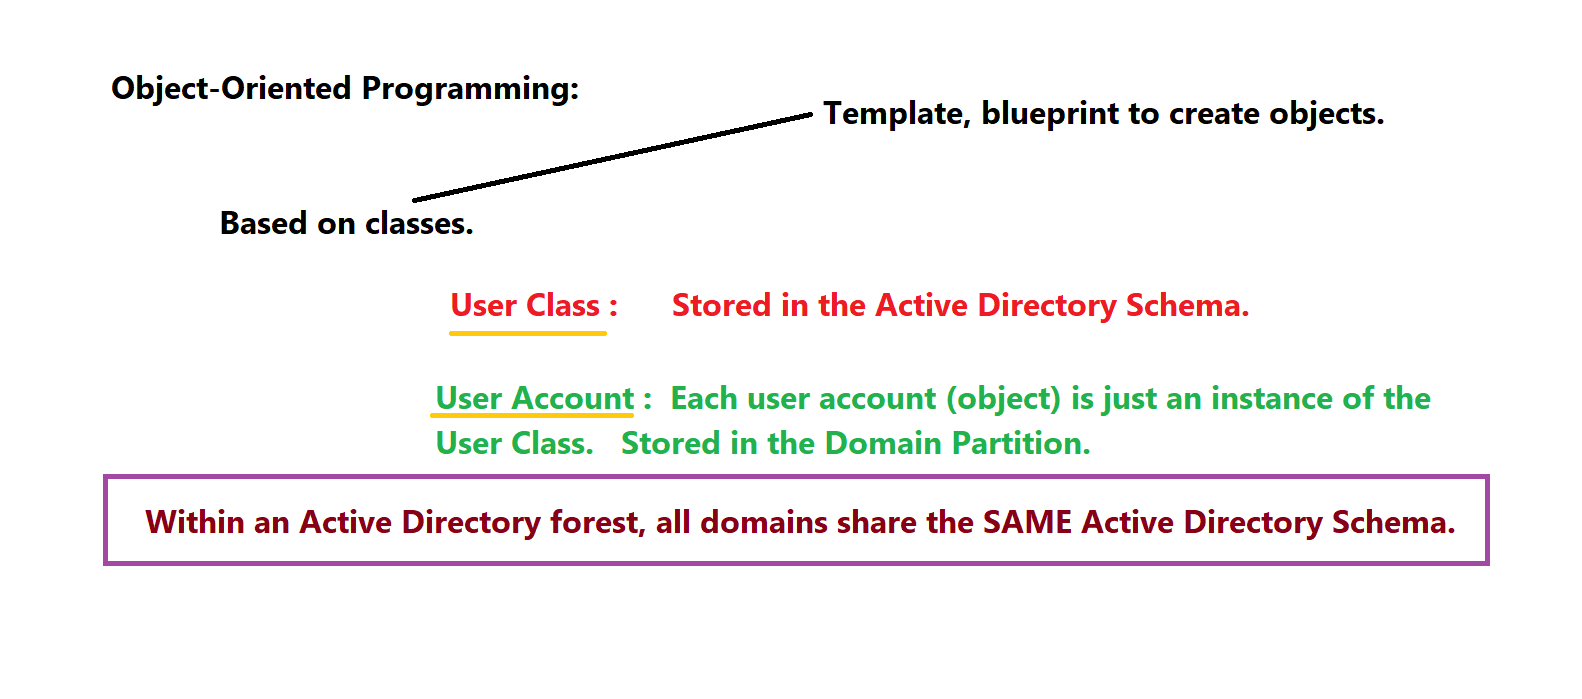 Object-Oriented Programming:
Template, blueprint to create objects.
Based on classes.
User Class : Stored in the Active Directory Schema.
User Account : Each user account (object) is just an instance of the
User Class. Stored in the Domain Partition.
Within an Active Directory forest, all domains share the SAME Active Directory Schema.